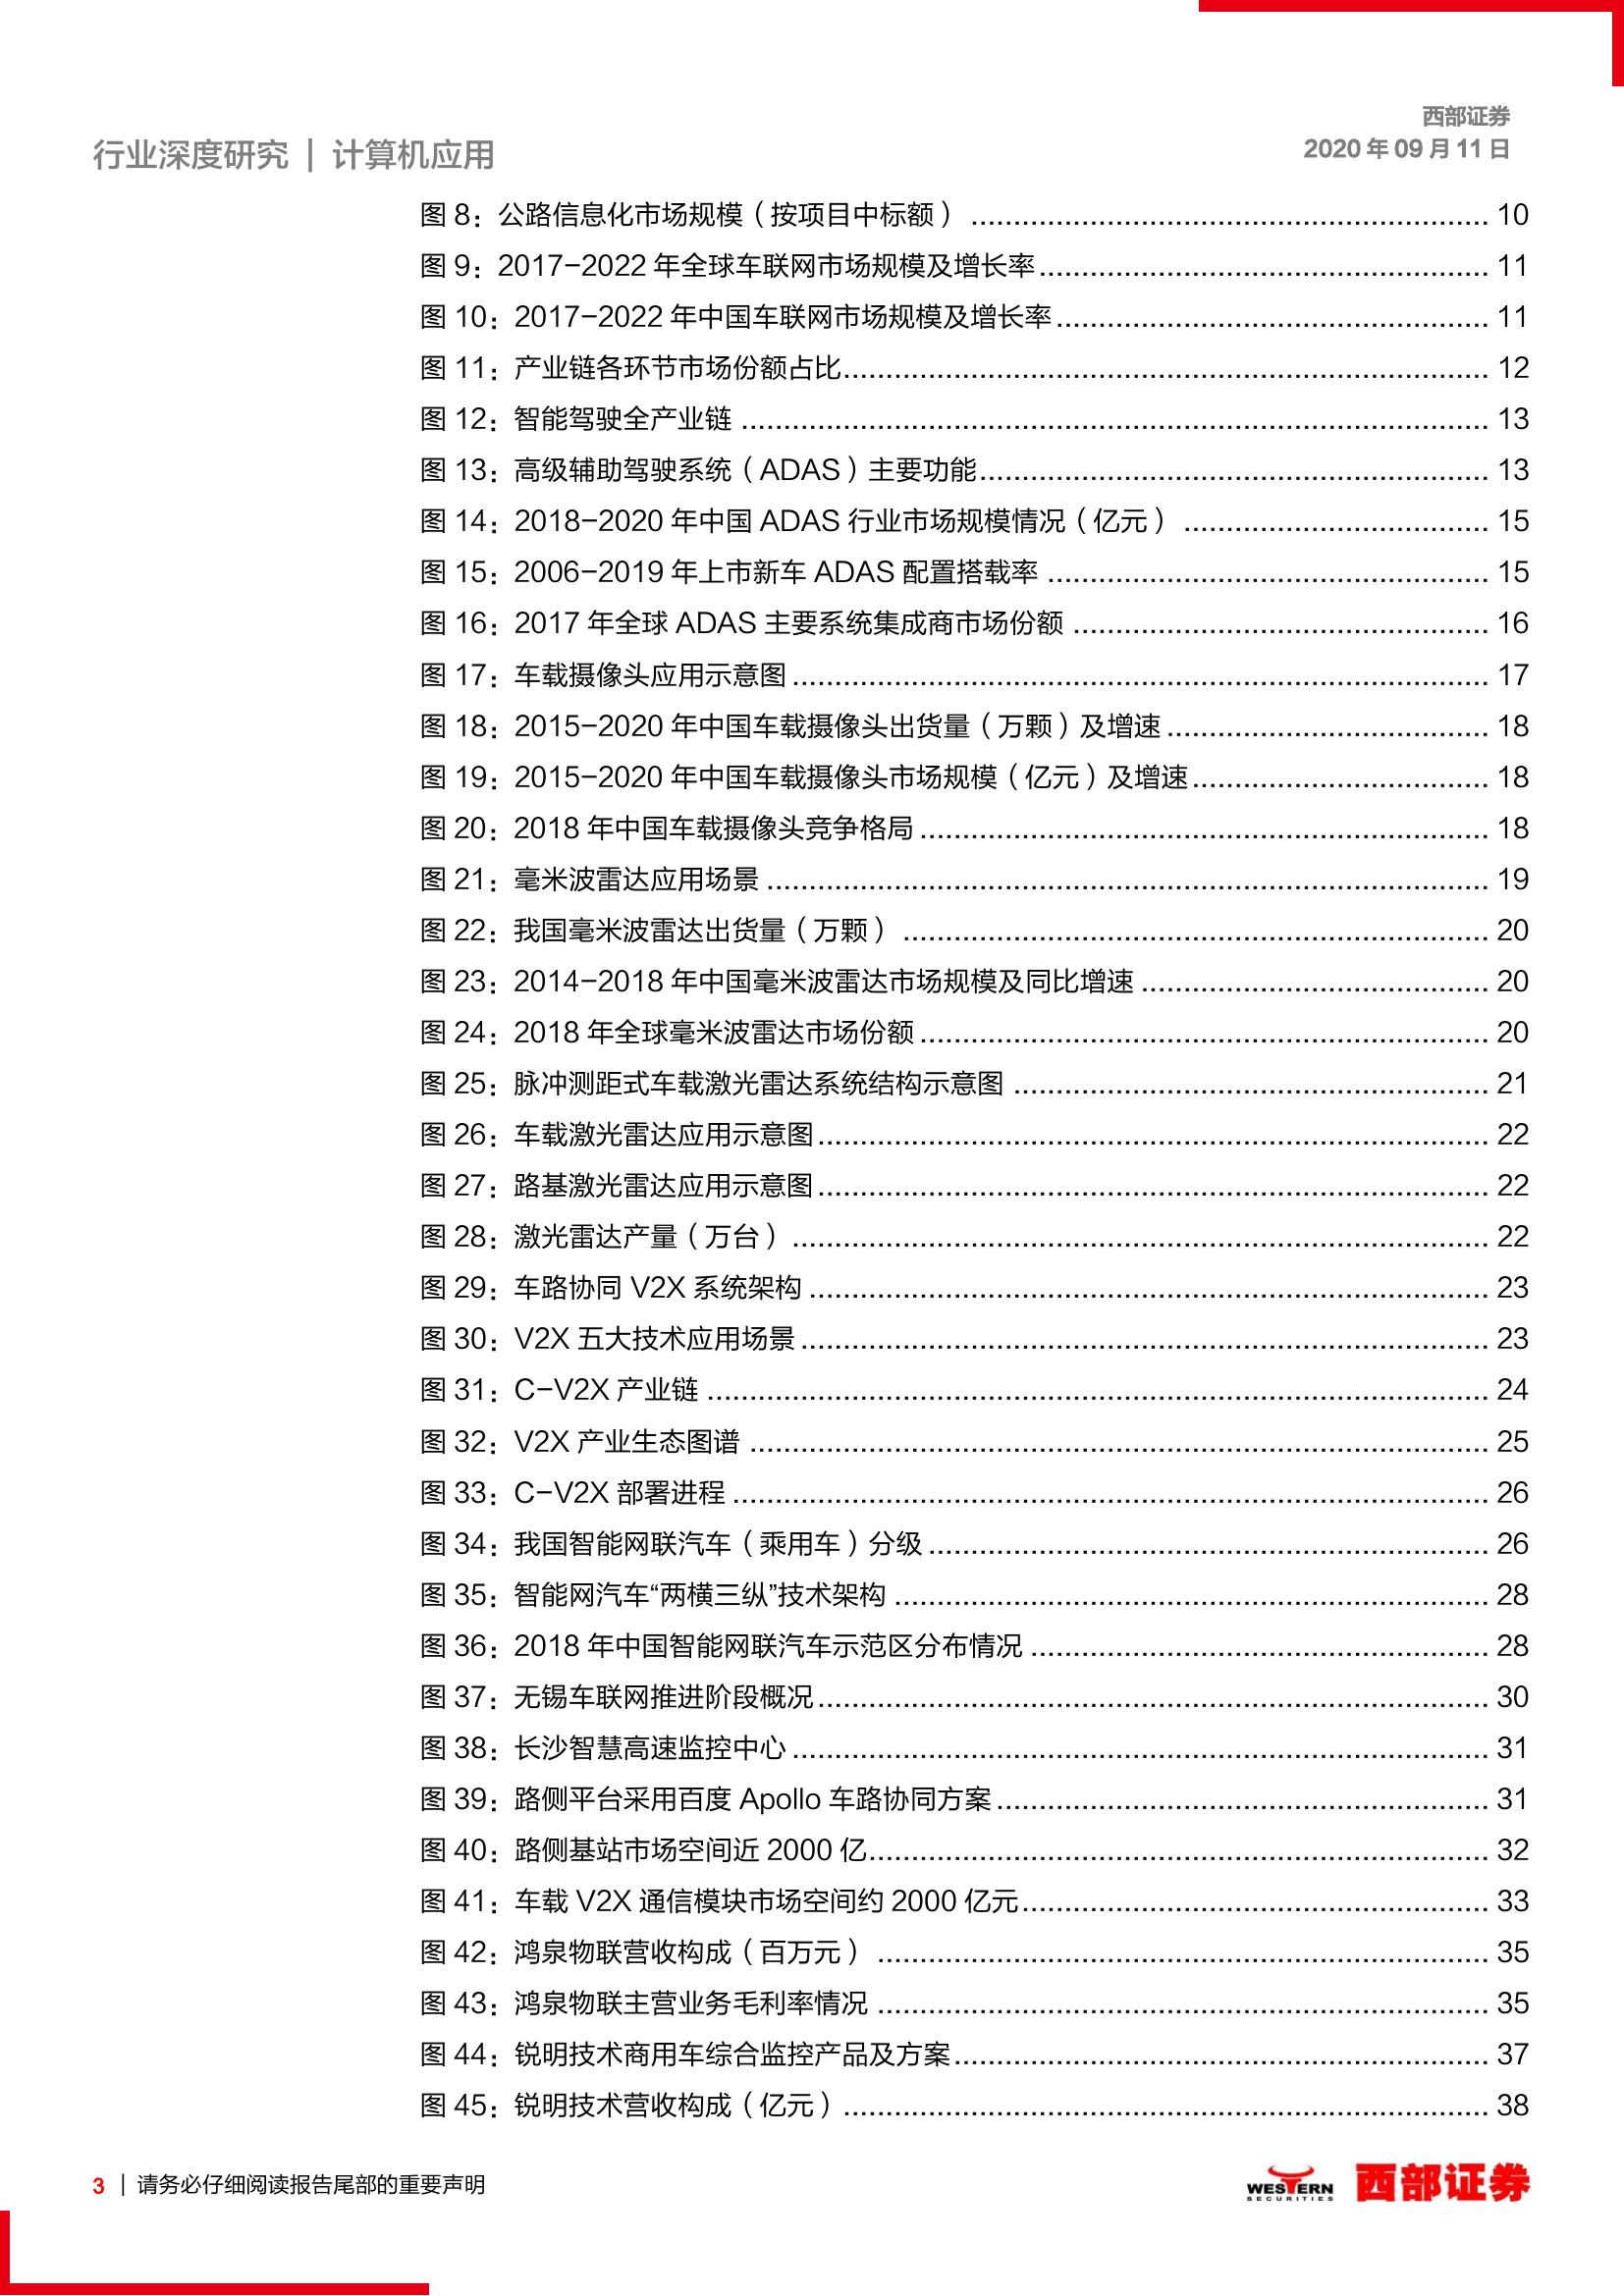 西部证券
行业深度研究 | 计算机应用
2020 年 09 月 11 日
图 8：公路信息化市场规模（按项目中标额） ................ 10
图 9：2017-2022 年全球车联网市场规模及增长率 ................ 11
图 10：2017-2022 年中国车联网市场规模及增长率 ................ 11
图 11：产业链各环节市场份额占比 ................ 12
图 12：智能驾驶全产业链 ................ 13
图 13：高级辅助驾驶系统（ADAS）主要功能 ................ 13
图 14：2018-2020 年中国 ADAS 行业市场规模情况（亿元） ................ 15
图 15：2006-2019 年上市新车 ADAS 配置搭载率 ................ 15
图 16：2017 年全球 ADAS 主要系统集成商市场份额 ................ 16
图 17：车载摄像头应用示意图 ................ 17
图 18：2015-2020 年中国车载摄像头出货量（万颗）及增速 ................ 18
图 19：2015-2020 年中国车载摄像头市场规模（亿元）及增速 ................ 18
图 20：2018 年中国车载摄像头竞争格局 ................ 18
图 21：毫米波雷达应用场景 ................ 19
图 22：我国毫米波雷达出货量（万颗） ................ 20
图 23：2014-2018 年中国毫米波雷达市场规模及同比增速 ................ 20
图 24：2018 年全球毫米波雷达市场份额 ................ 20
图 25：脉冲测距式车载激光雷达系统结构示意图 ................ 21
图 26：车载激光雷达应用示意图 ................ 22
图 27：路基激光雷达应用示意图 ................ 22
图 28：激光雷达产量（万台） ................ 22
图 29：车路协同 V2X 系统架构 ................ 23
图 30：V2X 五大技术应用场景 ................ 23
图 31：C-V2X 产业链 ................ 24
图 32：V2X 产业生态图谱 ................ 25
图 33：C-V2X 部署进程 ................ 26
图 34：我国智能网联汽车（乘用车）分级 ................ 26
图 35：智能网汽车“两横三纵”技术架构 ................ 28
图 36：2018 年中国智能网联汽车示范区分布情况 ................ 28
图 37：无锡车联网推进阶段概况 ................ 30
图 38：长沙智慧高速监控中心 ................ 31
图 39：路侧平台采用百度 Apollo 车路协同方案 ................ 31
图 40：路侧基站市场空间近 2000 亿 ................ 32
图 41：车载 V2X 通信模块市场空间约 2000 亿元 ................ 33
图 42：鸿泉物联营收构成（百万元） ................ 35
图 43：鸿泉物联主营业务毛利率情况 ................ 35
图 44：锐明技术商用车综合监控产品及方案 ................ 37
图 45：锐明技术营收构成（亿元） ................ 38
3 | 请务必仔细阅读报告尾部的重要声明
WESTERN
SECURITIES
西部证券